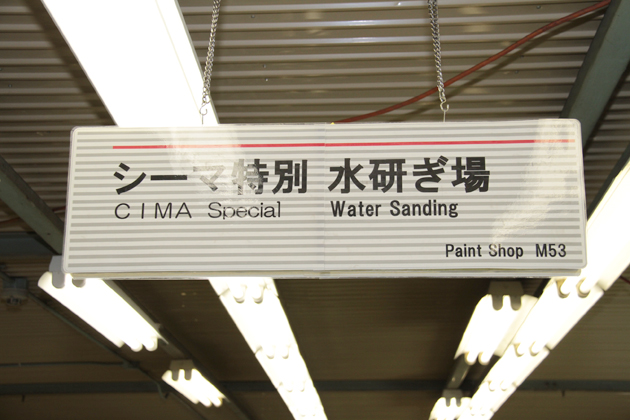 シーマ特別 水研ぎ場
CIMA Special Water Sanding
Paint Shop M53